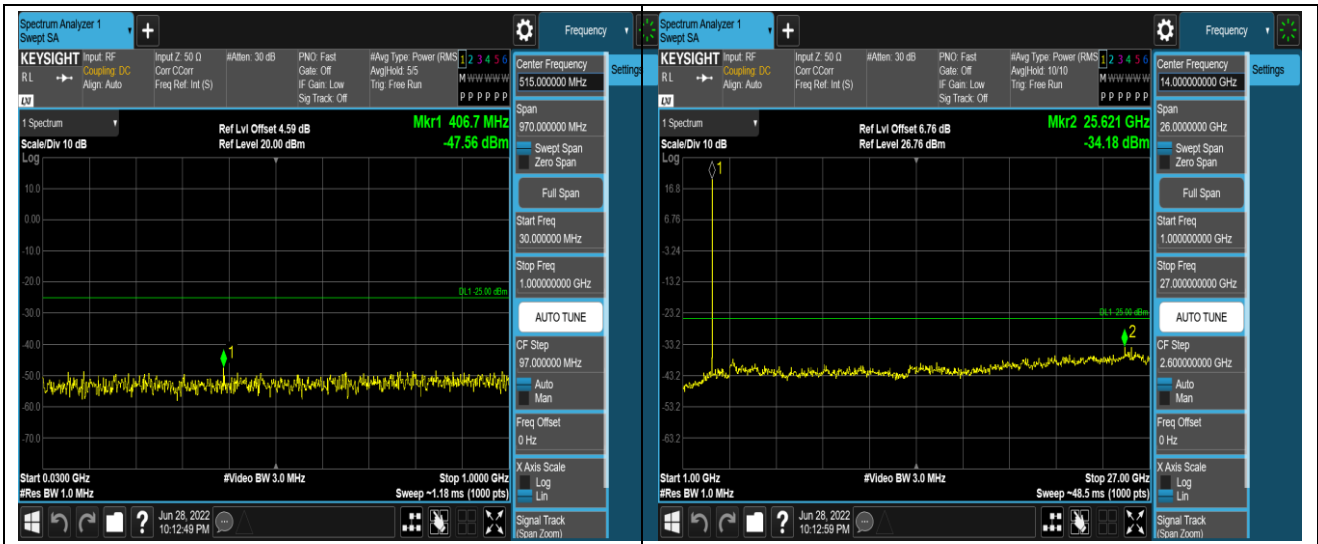 Spectrum Analyzer 1
Swept SA
+
Frequency
Settings
KEYSIGHT
RL
LXI
Input: RF
Coupling: DC
Align: Auto
Input Z: 50 Ω
Corr CCorr
Freq Ref: Int (S)
#Atten: 30 dB
PNO: Fast
Gate: Off
IF Gain: Low
Sig Track: Off
#Avg Type: Power (RMS
Avg|Hold: 5/5
Trig: Free Run
1 2 3 4 5 6
M W W W W W
P P P P P P
1 Spectrum
Scale/Div 10 dB
Log
Ref Lvl Offset 4.59 dB
Ref Level 20.00 dBm
Mkr1 406.7 MHz
-47.56 dBm
10.0
0.00
-10.0
-20.0
-30.0
-40.0
-50.0
-60.0
-70.0
DL1 -25.00 dBm
1
Start 0.0300 GHz
#Res BW 1.0 MHz
#Video BW 3.0 MHz
Stop 1.0000 GHz
Sweep ~1.18 ms (1000 pts)
Center Frequency
515.000000 MHz
Span
970.000000 MHz
Swept Span
Zero Span
Full Span
Start Freq
30.000000 MHz
Stop Freq
1.000000000 GHz
AUTO TUNE
CF Step
97.000000 MHz
Auto
Man
Freq Offset
0 Hz
X Axis Scale
Log
Lin
Signal Track
(Span Zoom)
?
Jun 28, 2022
10:12:49 PM
Spectrum Analyzer 1
Swept SA
+
Frequency
Settings
KEYSIGHT
RL
LXI
Input: RF
Coupling: DC
Align: Auto
Input Z: 50 Ω
Corr CCorr
Freq Ref: Int (S)
#Atten: 30 dB
PNO: Fast
Gate: Off
IF Gain: Low
Sig Track: Off
#Avg Type: Power (RMS
Avg|Hold: 10/10
Trig: Free Run
1 2 3 4 5 6
M W W W W W
P P P P P P
1 Spectrum
Scale/Div 10 dB
Log
Ref Lvl Offset 6.76 dB
Ref Level 26.76 dBm
Mkr2 25.621 GHz
-34.18 dBm
16.8
6.76
-3.24
-13.2
-23.2
-33.2
-43.2
-53.2
-63.2
1
DL1 -25.00 dBm
2
Start 1.00 GHz
#Res BW 1.0 MHz
#Video BW 3.0 MHz
Stop 27.00 GHz
Sweep ~48.5 ms (1000 pts)
Center Frequency
14.000000000 GHz
Span
26.0000000 GHz
Swept Span
Zero Span
Full Span
Start Freq
1.000000000 GHz
Stop Freq
27.000000000 GHz
AUTO TUNE
CF Step
2.600000000 GHz
Auto
Man
Freq Offset
0 Hz
X Axis Scale
Log
Lin
Signal Track
(Span Zoom)
?
Jun 28, 2022
10:12:59 PM